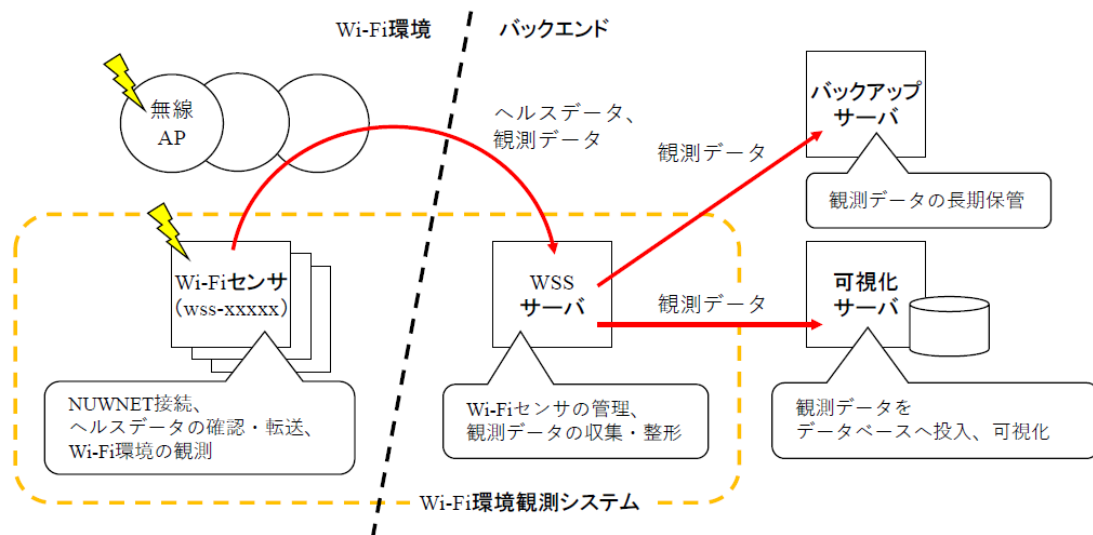 Wi-Fi環境
バックエンド
無線
AP
ヘルスデータ、
観測データ
観測データ
バックアップ
サーバ
観測データの長期保管
Wi-Fiセンサ
(wss-xxxxx)
WSS
サーバ
観測データ
可視化
サーバ
NUWNET接続、
ヘルスデータの確認・転送、
Wi-Fi環境の観測
Wi-Fiセンサの管理、
観測データの収集・整形
観測データを
データベースへ投入、可視化
Wi-Fi環境観測システム